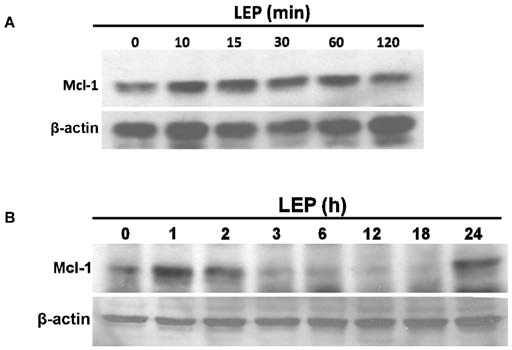 A
LEP (min)
0 10 15 30 60 120
Mcl-1
β-actin
B
LEP (h)
0 1 2 3 6 12 18 24
Mcl-1
β-actin